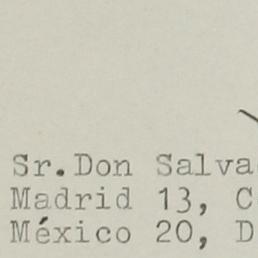 Sr.Don Salva
Madrid 13, C
México 20, D